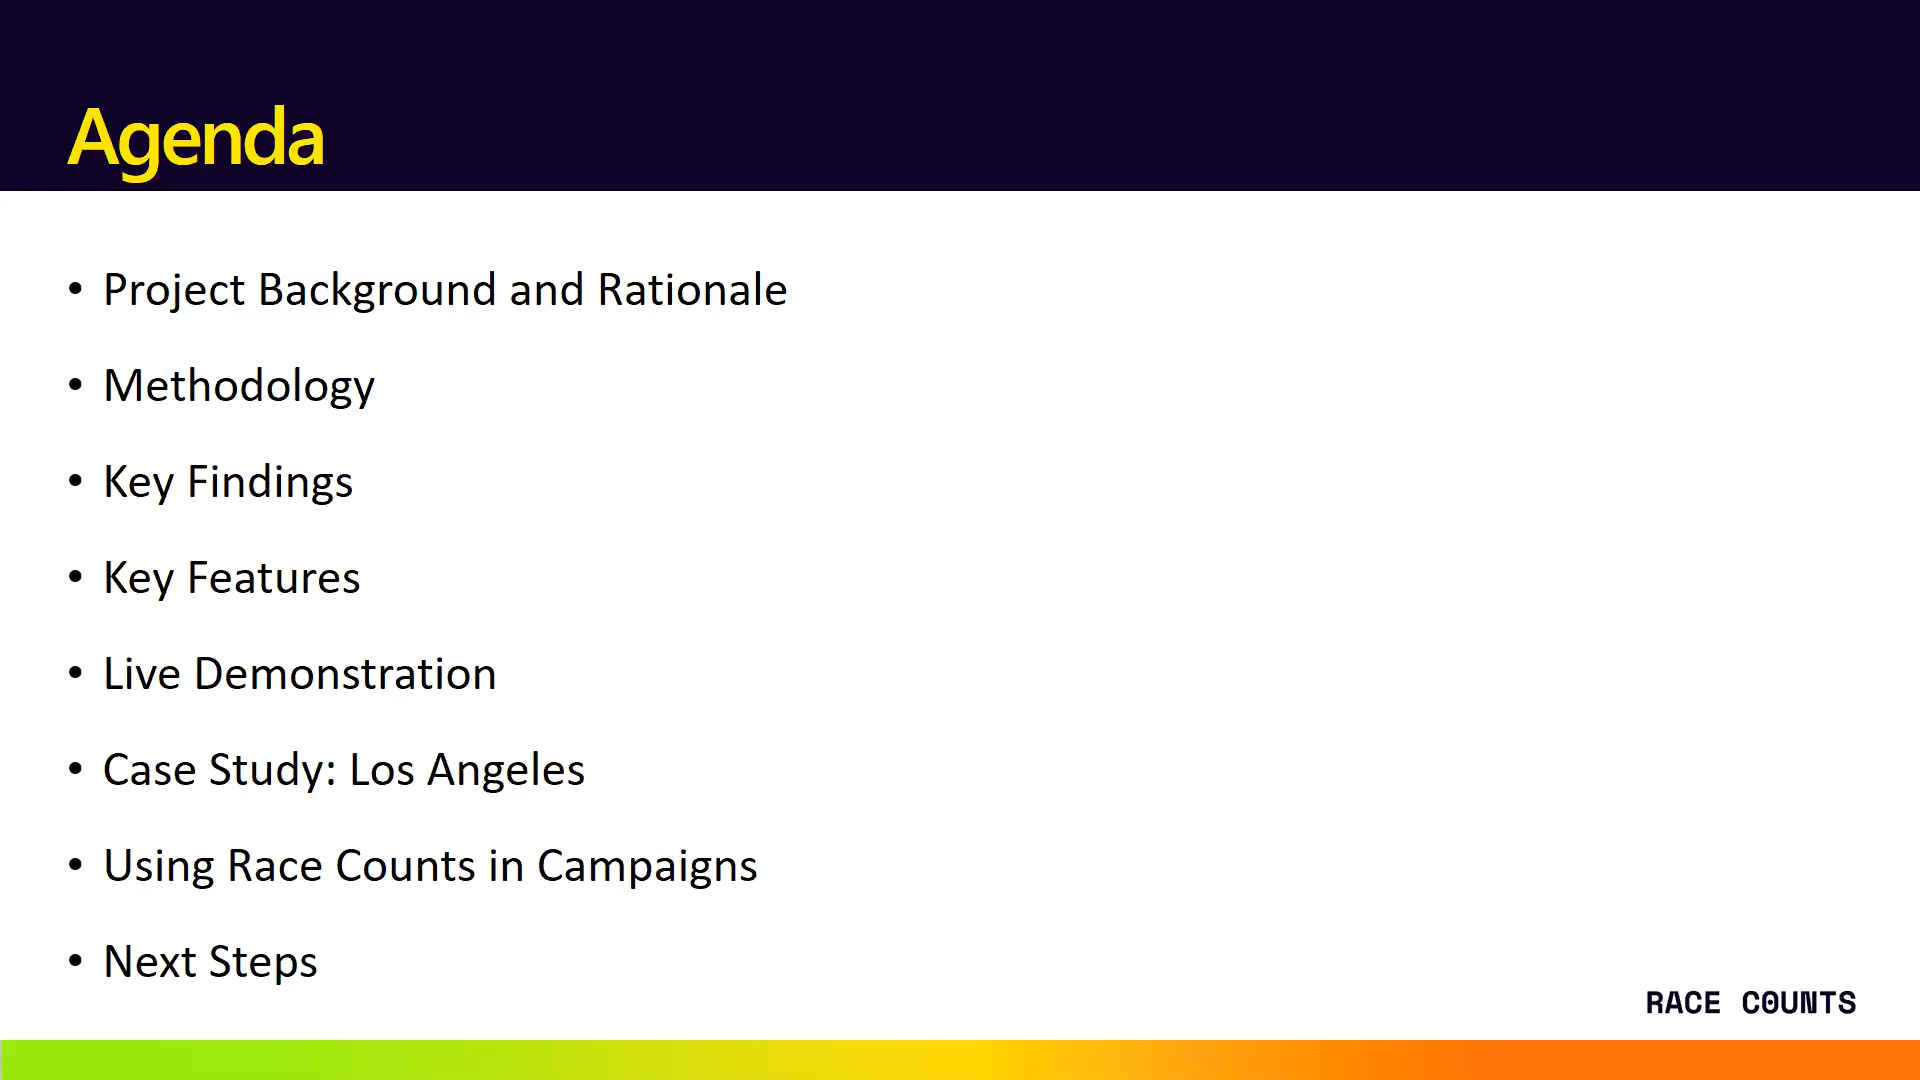 Agenda
• Project Background and Rationale
• Methodology
• Key Findings
• Key Features
• Live Demonstration
• Case Study: Los Angeles
• Using Race Counts in Campaigns
• Next Steps
RACE COUNTS